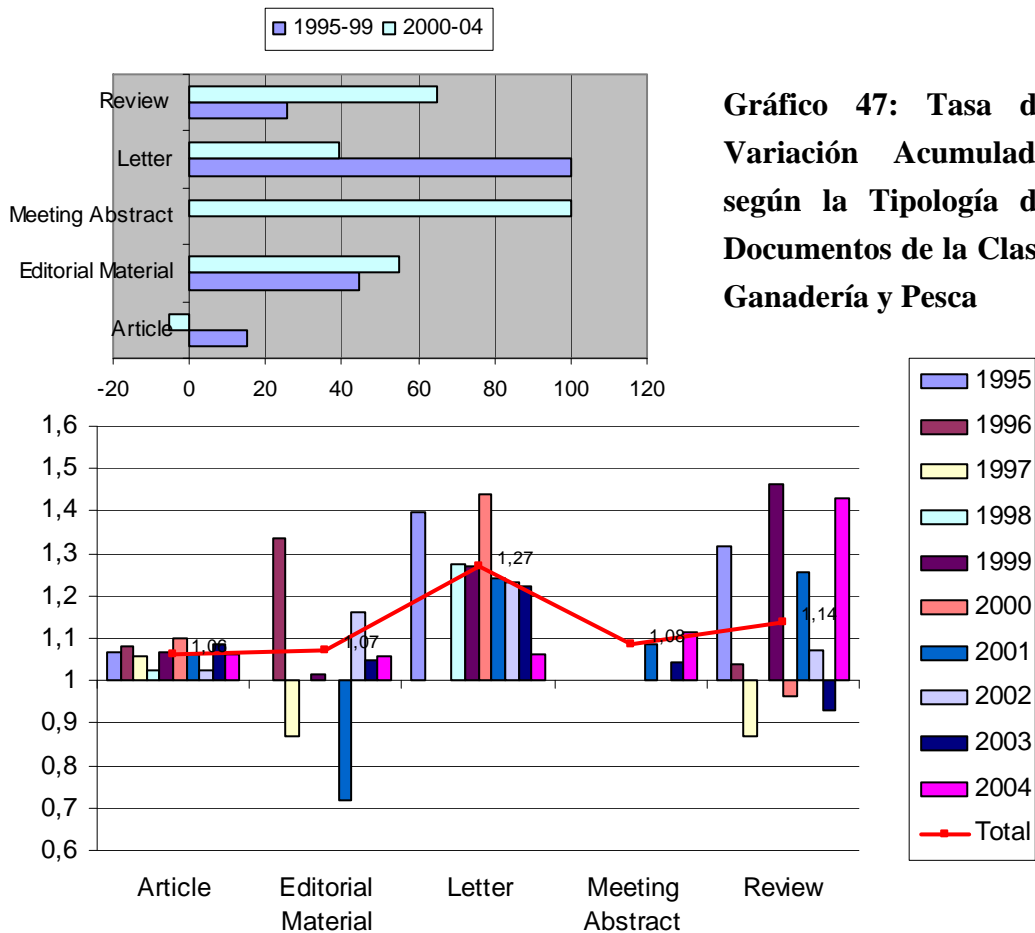 1995-99 2000-04
Review
Letter
Meeting Abstract
Editorial Material
Article
-20 0 20 40 60 80 100 120
Gráfico 47: Tasa d
Variación Acumulad
según la Tipología d
Documentos de la Clas
Ganadería y Pesca
1,6
1,5
1,4
1,3
1,2
1,1
1
0,9
0,8
0,7
0,6
1,06
1,07
1,27
1,08
1,14
Article
Editorial
Material
Letter
Meeting
Abstract
Review
1995
1996
1997
1998
1999
2000
2001
2002
2003
2004
Total